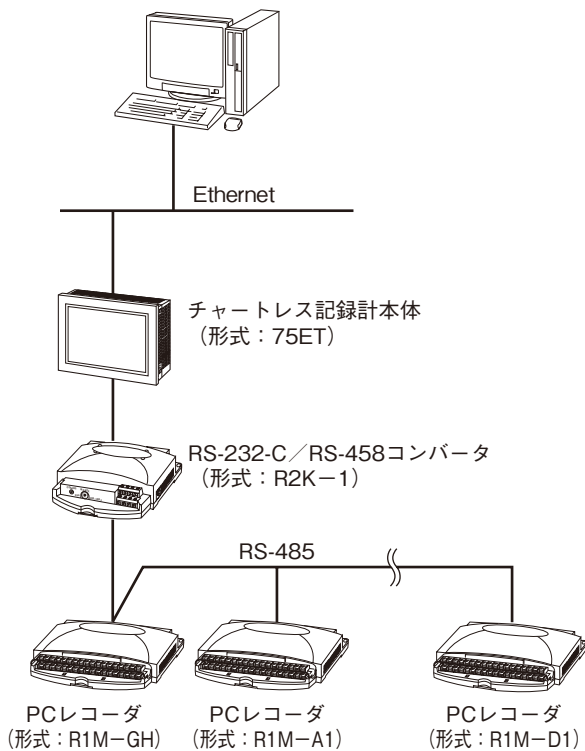 Ethernet
チャートレス記録計本体
（形式：75ET）
RS-232-C／RS-458コンバータ
（形式：R2K－1）
RS-485
PCレコーダ
（形式：R1M－GH）
PCレコーダ
（形式：R1M－A1）
PCレコーダ
（形式：R1M－D1）